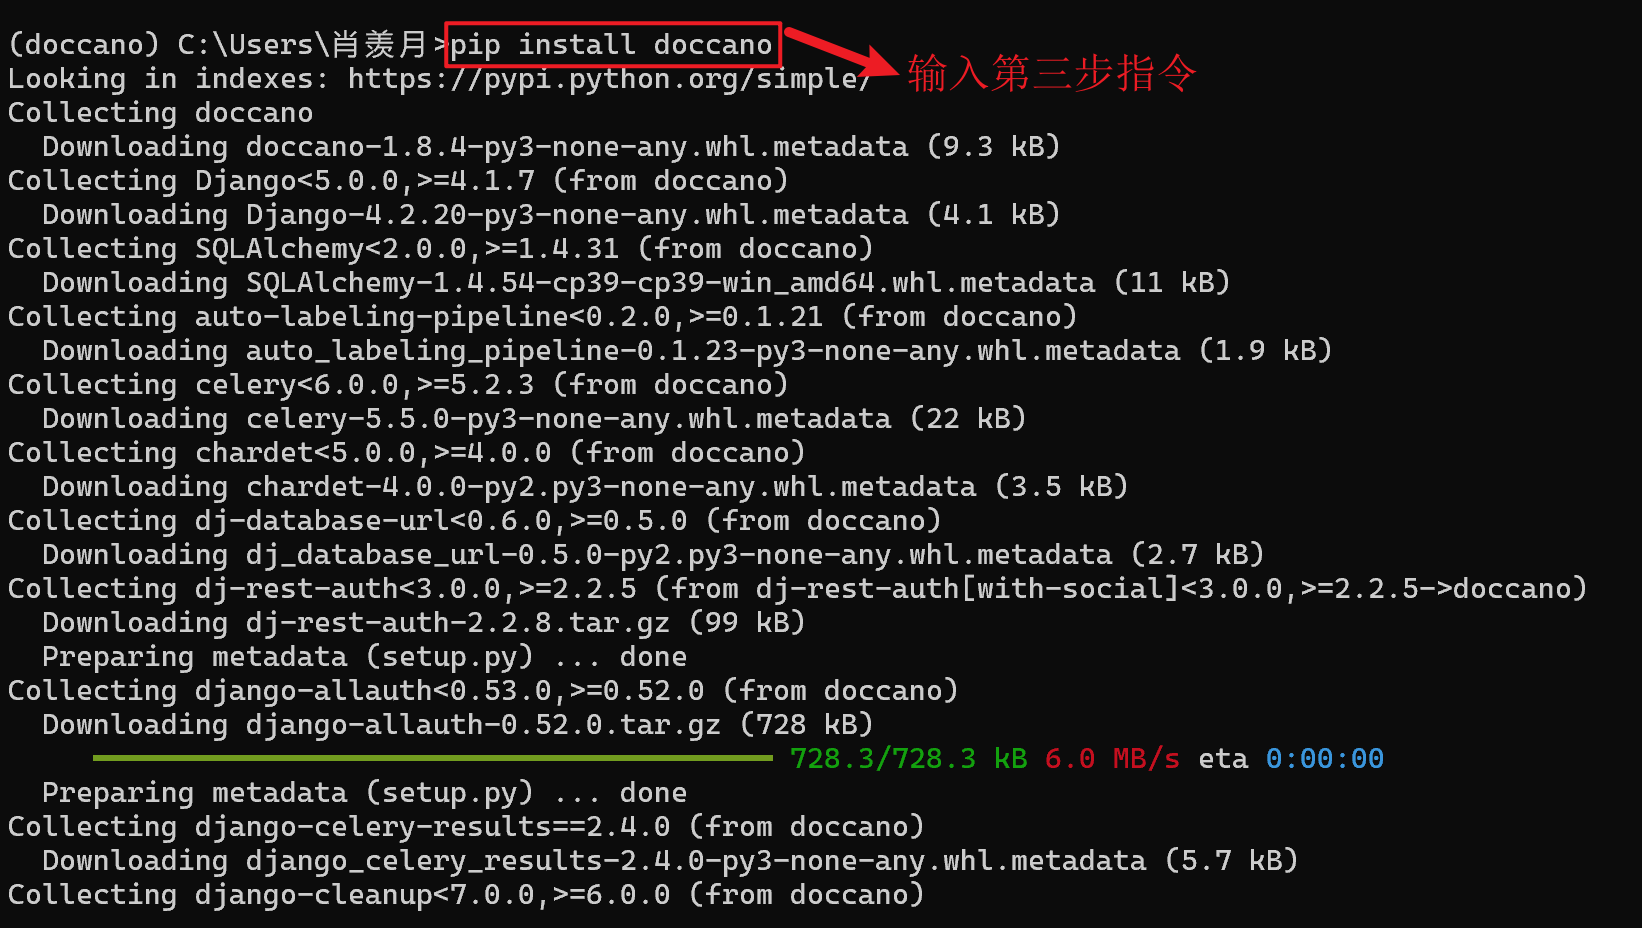 (doccano) C:\Users\肖羡月>pip install doccano
Looking in indexes: https://pypi.python.org/simple/
输入第三步指令
Collecting doccano
Downloading doccano-1.8.4-py3-none-any.whl.metadata (9.3 kB)
Collecting Django<5.0.0,>=4.1.7 (from doccano)
Downloading Django-4.2.20-py3-none-any.whl.metadata (4.1 kB)
Collecting SQLAlchemy<2.0.0,>=1.4.31 (from doccano)
Downloading SQLAlchemy-1.4.54-cp39-cp39-win_amd64.whl.metadata (11 kB)
Collecting auto-labeling-pipeline<0.2.0,>=0.1.21 (from doccano)
Downloading auto_labeling_pipeline-0.1.23-py3-none-any.whl.metadata (1.9 kB)
Collecting celery<6.0.0,>=5.2.3 (from doccano)
Downloading celery-5.5.0-py3-none-any.whl.metadata (22 kB)
Collecting chardet<5.0.0,>=4.0.0 (from doccano)
Downloading chardet-4.0.0-py2.py3-none-any.whl.metadata (3.5 kB)
Collecting dj-database-url<0.6.0,>=0.5.0 (from doccano)
Downloading dj_database_url-0.5.0-py2.py3-none-any.whl.metadata (2.7 kB)
Collecting dj-rest-auth<3.0.0,>=2.2.5 (from dj-rest-auth[with-social]<3.0.0,>=2.2.5->doccano)
Downloading dj-rest-auth-2.2.8.tar.gz (99 kB)
Preparing metadata (setup.py) ... done
Collecting django-allauth<0.53.0,>=0.52.0 (from doccano)
Downloading django-allauth-0.52.0.tar.gz (728 kB)
728.3/728.3 kB 6.0 MB/s eta 0:00:00
Preparing metadata (setup.py) ... done
Collecting django-celery-results==2.4.0 (from doccano)
Downloading django_celery_results-2.4.0-py3-none-any.whl.metadata (5.7 kB)
Collecting django-cleanup<7.0.0,>=6.0.0 (from doccano)